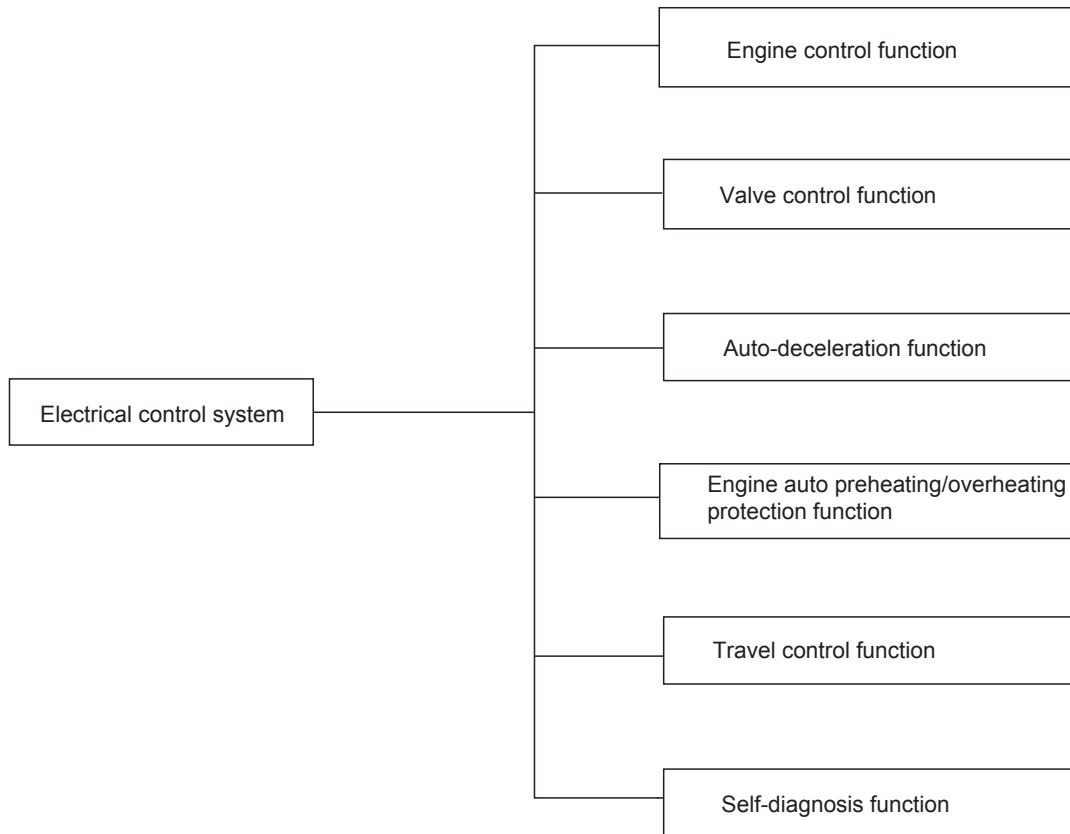 Engine control function
Valve control function
Auto-deceleration function
Electrical control system
Engine auto preheating/overheating
protection function
Travel control function
Self-diagnosis function